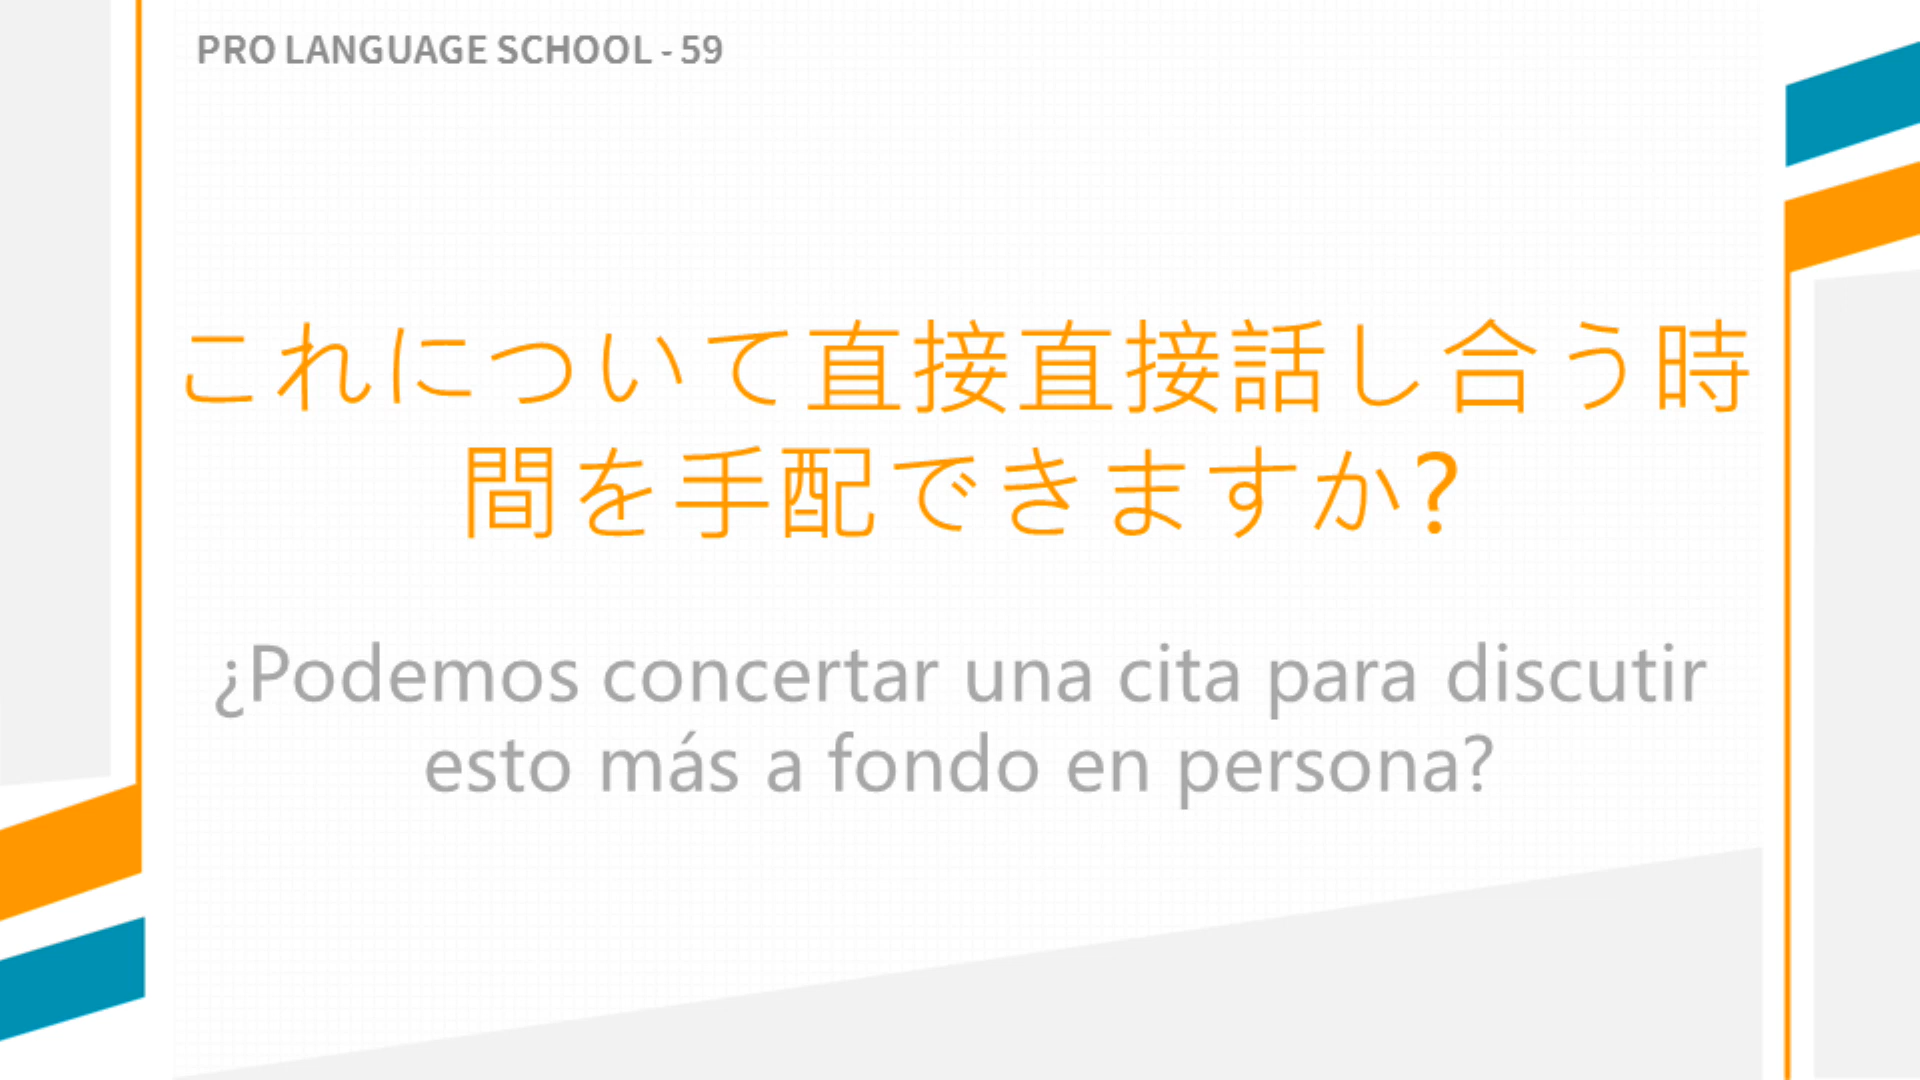 PRO LANGUAGE SCHOOL - 59
これについて直接直接話し合う時
間を手配できますか?
¿Podemos concertar una cita para discutir
esto más a fondo en persona?